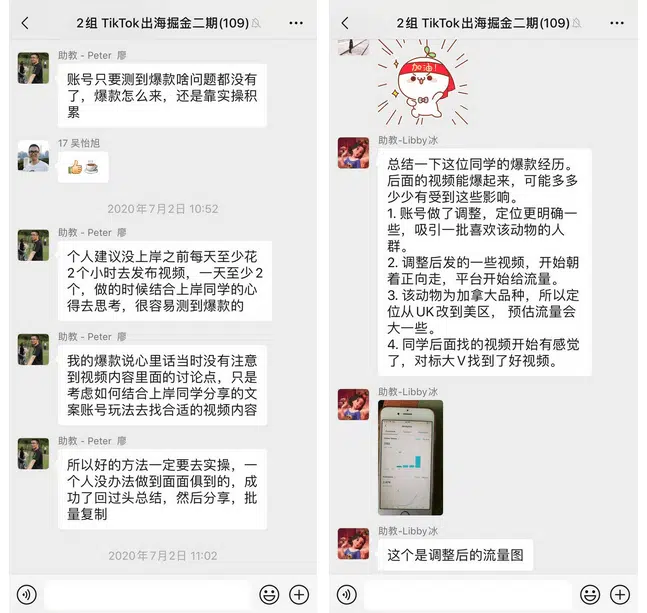 2组 TikTok出海掘金二期(109)
助教 - Peter 廖
账号只要测到爆款啥问题都没有
了，爆款怎么来，还是靠实操积
累
17 吴怡旭
2020年7月2日 10:52
助教 - Peter 廖
个人建议没上岸之前每天至少花
2个小时去发布视频，一天至少2
个，做的时候结合上岸同学的心
得去思考，很容易测到爆款的
助教 - Peter 廖
我的爆款说心里话当时没有注意
到视频内容里面的讨论点，只是
考虑如何结合上岸同学分享的文
案账号玩法去找合适的视频内容
助教 - Peter 廖
所以好的方法一定要去实操，一
个人没办法做到面面俱到的，成
功了回过头总结，然后分享，批
量复制
2020年7月2日 11:02
2组 TikTok出海掘金二期(109)
加油!
助教-Libby冰
总结一下这位同学的爆款经历。
后面的视频能爆起来，可能多多
少少有受到这些影响。
1. 账号做了调整，定位更明确一
些，吸引一批喜欢该动物的人
群。
2. 调整后发的一些视频，开始朝
着正向走，平台开始给流量。
3. 该动物为加拿大品种，所以定
位从UK改到美区， 预估流量会
大一些。
4. 同学后面找的视频开始有感觉
了，对标大V找到了好视频。
助教-Libby冰
助教-Libby冰
这个是调整后的流量图